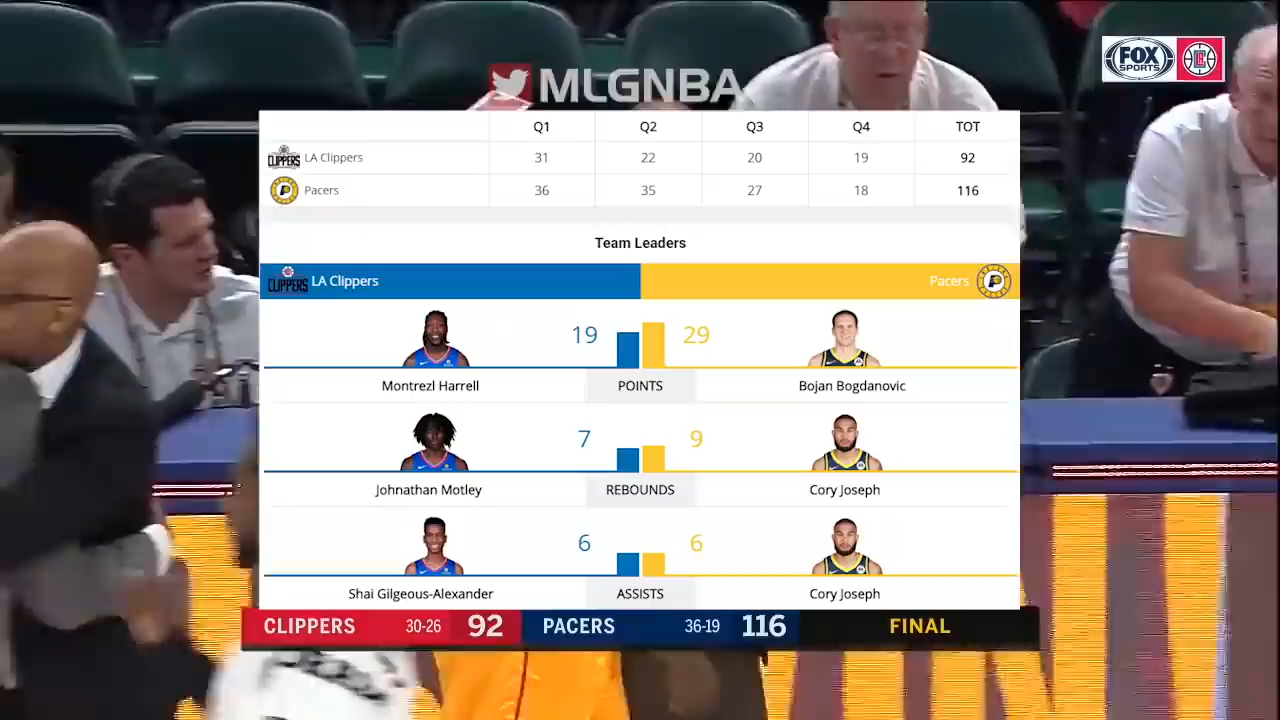 FOX
SPORTS
MLGNBA
Q1 Q2 Q3 Q4 TOT
CLIPPERS LA Clippers 31 22 20 19 92
Pacers 36 35 27 18 116
Team Leaders
CLIPPERS LA Clippers Pacers
19 29
Montrezl Harrell POINTS Bojan Bogdanovic
7 9
Johnathan Motley REBOUNDS Cory Joseph
6 6
Shai Gilgeous-Alexander ASSISTS Cory Joseph
CLIPPERS 30-26 92 PACERS 36-19 116 FINAL